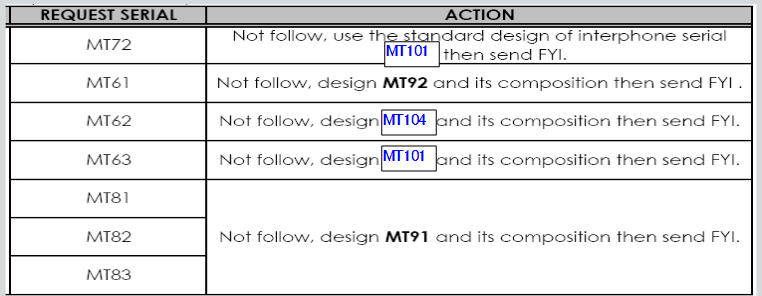 REQUEST SERIAL ACTION
MT72 Not follow, use the standard design of interphone serial
MT101 then send FYI.
MT61 Not follow, design MT92 and its composition then send FYI .
MT62 Not follow, design MT104 and its composition then send FYI.
MT63 Not follow, design MT101 and its composition then send FYI.
MT81
MT82 Not follow, design MT91 and its composition then send FYI.
MT83